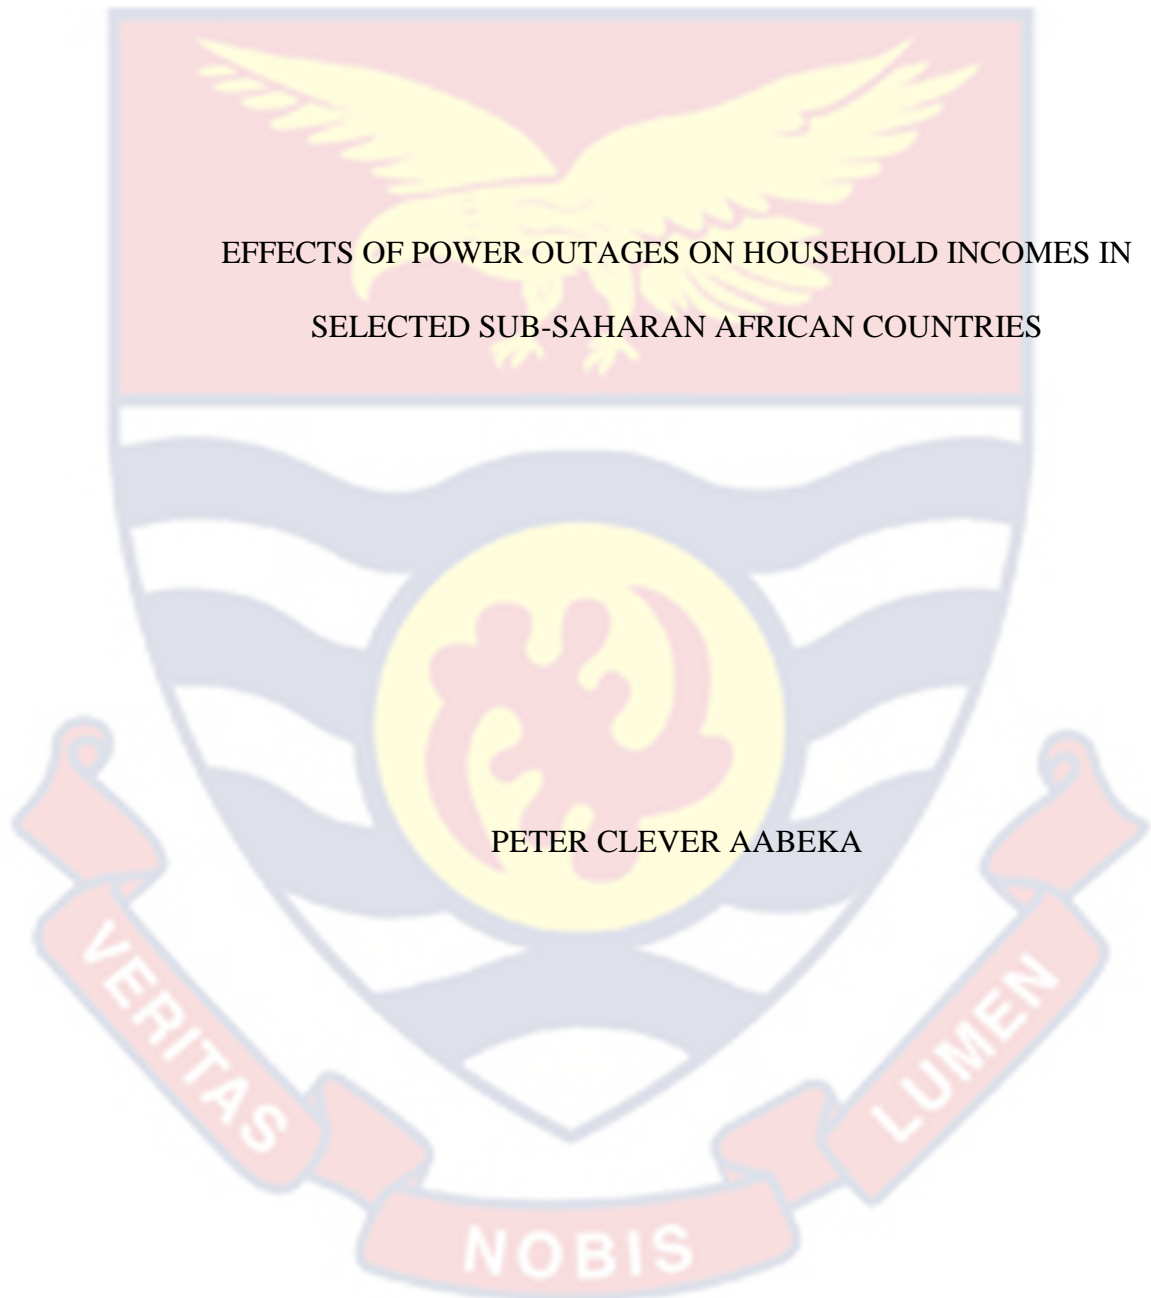 EFFECTS OF POWER OUTAGES ON HOUSEHOLD INCOMES IN
SELECTED SUB-SAHARAN AFRICAN COUNTRIES
PETER CLEVER AABEKA
VERITAS
NOBIS
LUMEN